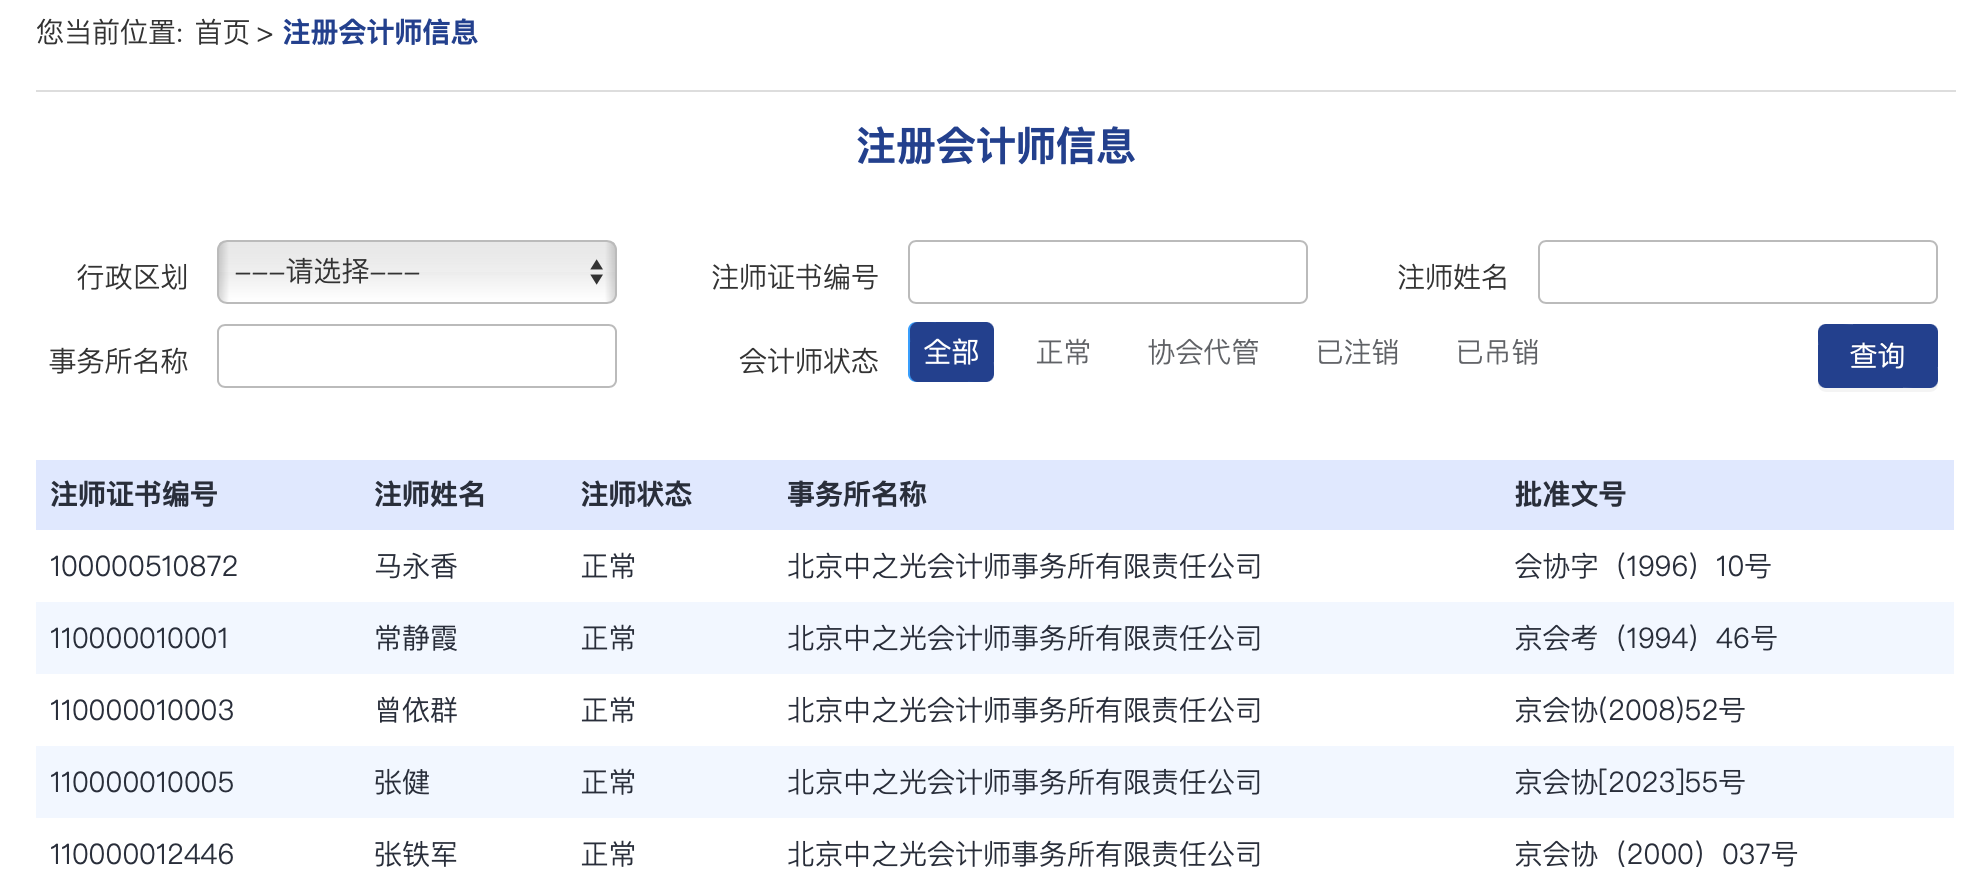 您当前位置: 首页 > 注册会计师信息
注册会计师信息
行政区划 ---请选择--- 注师证书编号 注师姓名
事务所名称 会计师状态 全部 正常 协会代管 已注销 已吊销 查询
注师证书编号 注师姓名 注师状态 事务所名称 批准文号
100000510872 马永香 正常 北京中之光会计师事务所有限责任公司 会协字（1996）10号
110000010001 常静霞 正常 北京中之光会计师事务所有限责任公司 京会考（1994）46号
110000010003 曾依群 正常 北京中之光会计师事务所有限责任公司 京会协(2008)52号
110000010005 张健 正常 北京中之光会计师事务所有限责任公司 京会协[2023]55号
110000012446 张铁军 正常 北京中之光会计师事务所有限责任公司 京会协（2000）037号